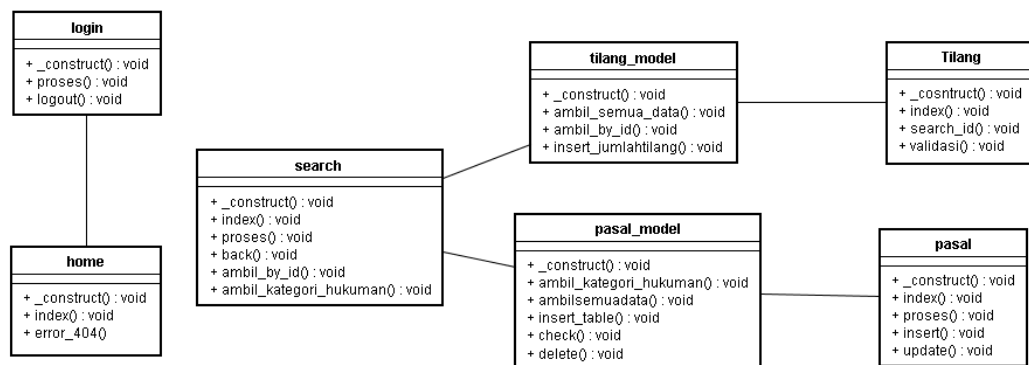 login
+ _construct() : void
+ proses() : void
+ logout() : void
home
+ _construct() : void
+ index() : void
+ error_404()
search
+ _construct() : void
+ index() : void
+ proses() : void
+ back() : void
+ ambil_by_id() : void
+ ambil_kategori_hukuman() : void
tilang_model
+ _construct() : void
+ ambil_semua_data() : void
+ ambil_by_id() : void
+ insert_jumlahtilang() : void
Tilang
+ _cosntruct() : void
+ index() : void
+ search_id() : void
+ validasi() : void
pasal_model
+ _construct() : void
+ ambil_kategori_hukuman() : void
+ ambilsemuadata() : void
+ insert_table() : void
+ check() : void
+ delete() : void
pasal
+ _construct() : void
+ index() : void
+ proses() : void
+ insert() : void
+ update() : void